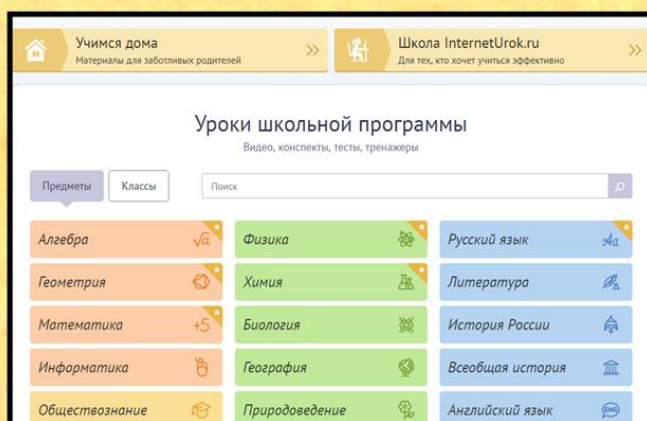 Учимся дома
Материалы для заботливых родителей
Школа InternetUrok.ru
Для тех, кто хочет учиться эффективно
Уроки школьной программы
Видео, конспекты, тесты, тренажеры
Предметы
Классы
Поиск
Алгебра √a
Физика
Русский язык Aa
Геометрия
Химия
Литература
Математика +5
Биология
История России
Информатика
География
Всеобщая история
Обществознание
Природоведение
Английский язык ENG